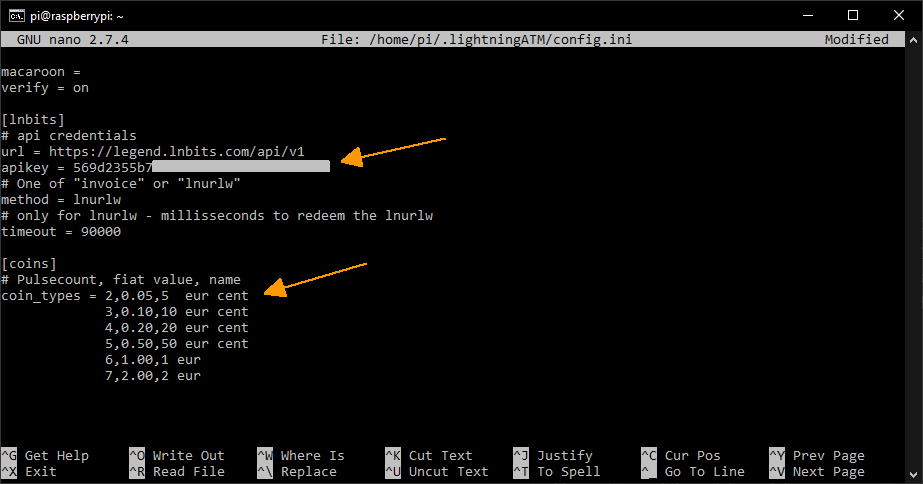 pi@raspberrypi: ~
GNU nano 2.7.4 File: /home/pi/.lightningATM/config.ini Modified
macaroon =
verify = on
[lnbits]
# api credentials
url = https://legend.lnbits.com/api/v1
apikey = 569d2355b7
# One of "invoice" or "lnurlw"
method = lnurlw
# only for lnurlw - millisseconds to redeem the lnurlw
timeout = 90000
[coins]
# Pulsecount, fiat value, name
coin_types = 2,0.05,5  eur cent
3,0.10,10 eur cent
4,0.20,20 eur cent
5,0.50,50 eur cent
6,1.00,1 eur
7,2.00,2 eur
^G Get Help ^O Write Out ^W Where Is ^K Cut Text ^J Justify ^C Cur Pos ^Y Prev Page
^X Exit ^R Read File ^\ Replace ^U Uncut Text ^T To Spell ^_ Go To Line ^V Next Page